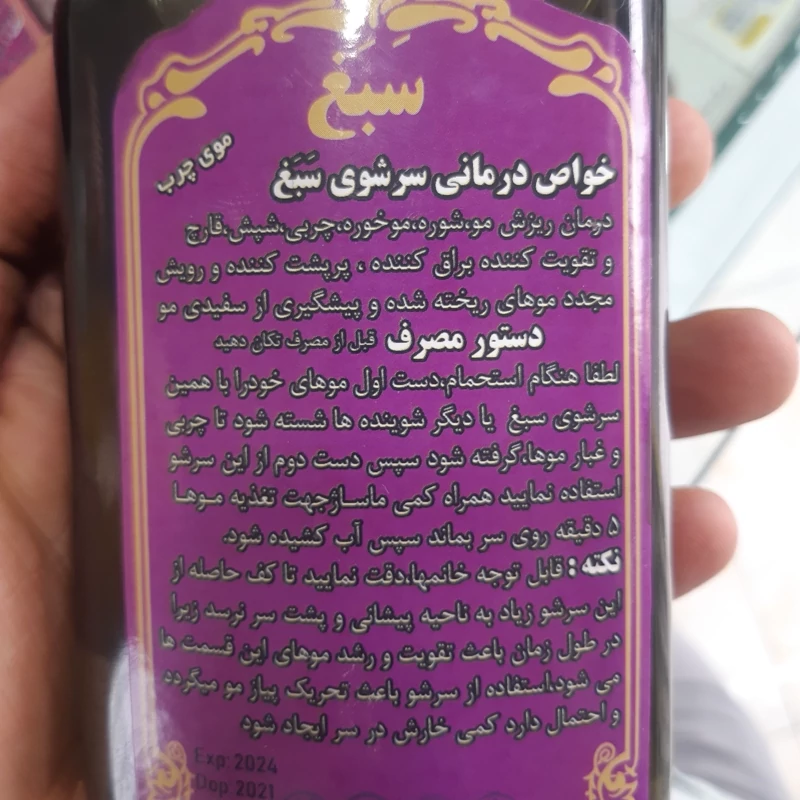 سبغ
موی چرب
خواص درمانی سرشوی سَبَغ
درمان ریزش مو،شوره،موخوره،چربی،شپش،قارچ
و تقویت کننده براق کننده ، پرپشت کننده و رویش
مجدد موهای ریخته شده و پیشگیری از سفیدی مو
دستور مصرف قبل از مصرف تکان دهید
لطفا هنگام استحمام،دست اول موهای خودرا با همین
سرشوی سبغ یا دیگر شوینده ها شسته شود تا چربی
و غبار موها،گرفته شود سپس دست دوم از این سرشو
استفاده نمایید همراه کمی ماساژجهت تغذیه موها
۵ دقیقه روی سر بماند سپس آب کشیده شود.
نکته : قابل توجه خانمها،دقت نمایید تا کف حاصله از
این سرشو زیاد به ناحیه پیشانی و پشت سر نرسد زیرا
در طول زمان باعث تقویت و رشد موهای این قسمت ها
می شود،استفاده از سرشو باعث تحریک پیاز مو میگردد
و احتمال دارد کمی خارش در سر ایجاد شود
Exp: 2024
Dop 2021